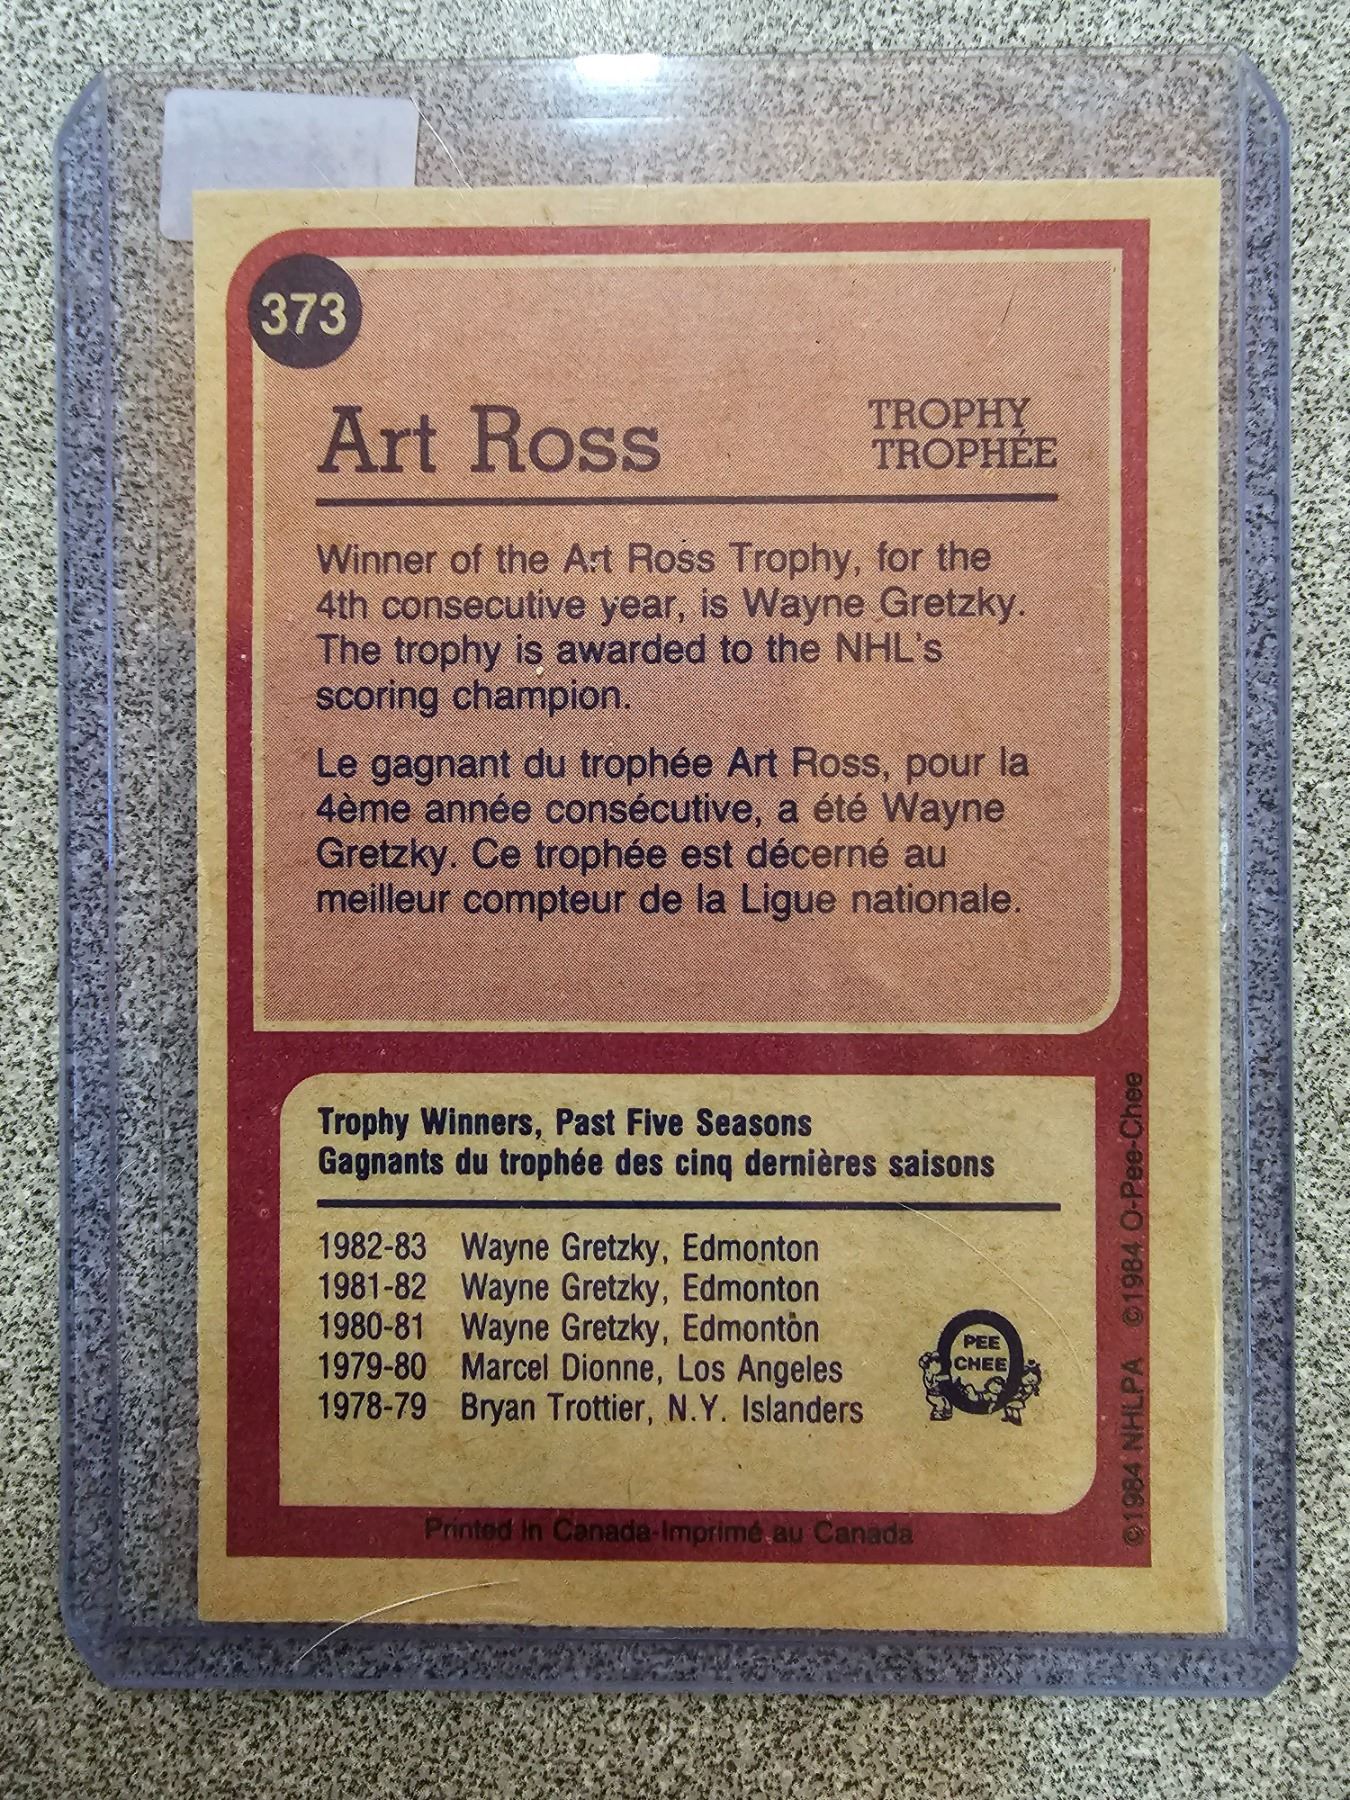 373
Art Ross
TROPHY
TROPHÉE
Winner of the Art Ross Trophy, for the
4th consecutive year, is Wayne Gretzky.
The trophy is awarded to the NHL's
scoring champion.
Le gagnant du trophée Art Ross, pour la
4ème année consécutive, a été Wayne
Gretzky. Ce trophée est décerné au
meilleur compteur de la Ligue nationale.
Trophy Winners, Past Five Seasons
Gagnants du trophée des cinq dernières saisons
1982-83 Wayne Gretzky, Edmonton
1981-82 Wayne Gretzky, Edmonton
1980-81 Wayne Gretzky, Edmonton
1979-80 Marcel Dionne, Los Angeles
1978-79 Bryan Trottier, N.Y. Islanders
O
PEE
CHEE
Printed in Canada-Imprimé au Canada
©1984 NHLPA ©1984 O-Pee-Chee